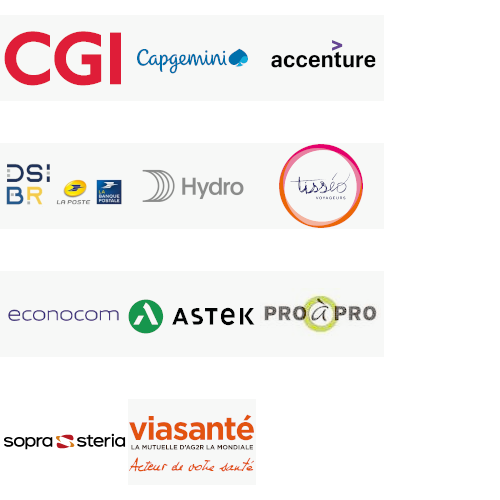 CGI
Capgemini
accenture
DSI
BR
LA POSTE
LA
BANQUE
POSTALE
Hydro
tisséo
VOYAGEURS
econocom
ASTEK
PRO à PRO
sopra steria
viasanté
LA MUTUELLE D'AG2R LA MONDIALE
Acteur de votre santé